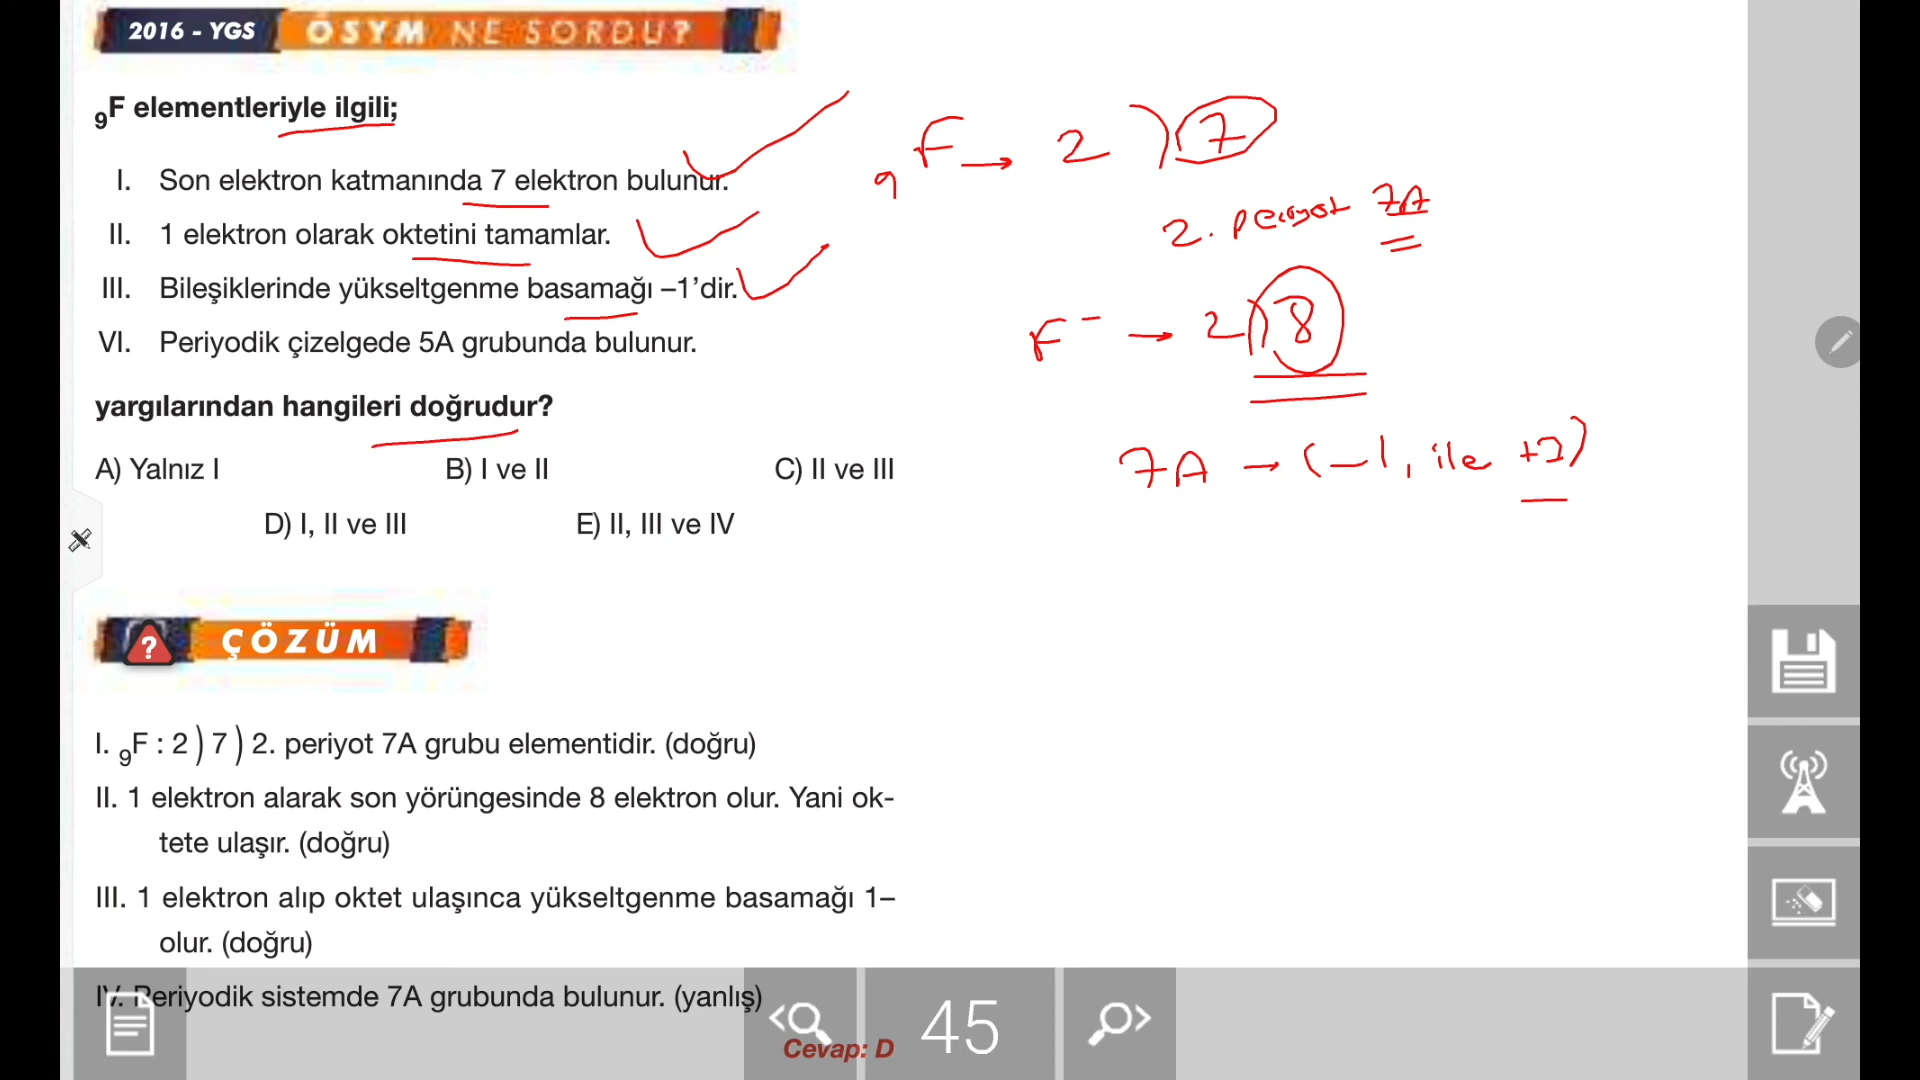 2016 - YGS ÖSYM NE SORDU?
₉F elementleriyle ilgili;
I. Son elektron katmanında 7 elektron bulunur.
II. 1 elektron olarak oktetini tamamlar.
III. Bileşiklerinde yükseltgenme basamağı –1’dir.
VI. Periyodik çizelgede 5A grubunda bulunur.
yargılarından hangileri doğrudur?
A) Yalnız I B) I ve II C) II ve III
D) I, II ve III E) II, III ve IV
₉F → 2 ) 7
2. periyot 7A
F⁻ → 2 ) 8
7A → (–1, ile +7)
ÇÖZÜM
I. ₉F : 2 ) 7 ) 2. periyot 7A grubu elementidir. (doğru)
II. 1 elektron alarak son yörüngesinde 8 elektron olur. Yani ok-
tete ulaşır. (doğru)
III. 1 elektron alıp oktet ulaşınca yükseltgenme basamağı 1–
olur. (doğru)
IV. Periyodik sistemde 7A grubunda bulunur. (yanlış)
Cevap: D
45